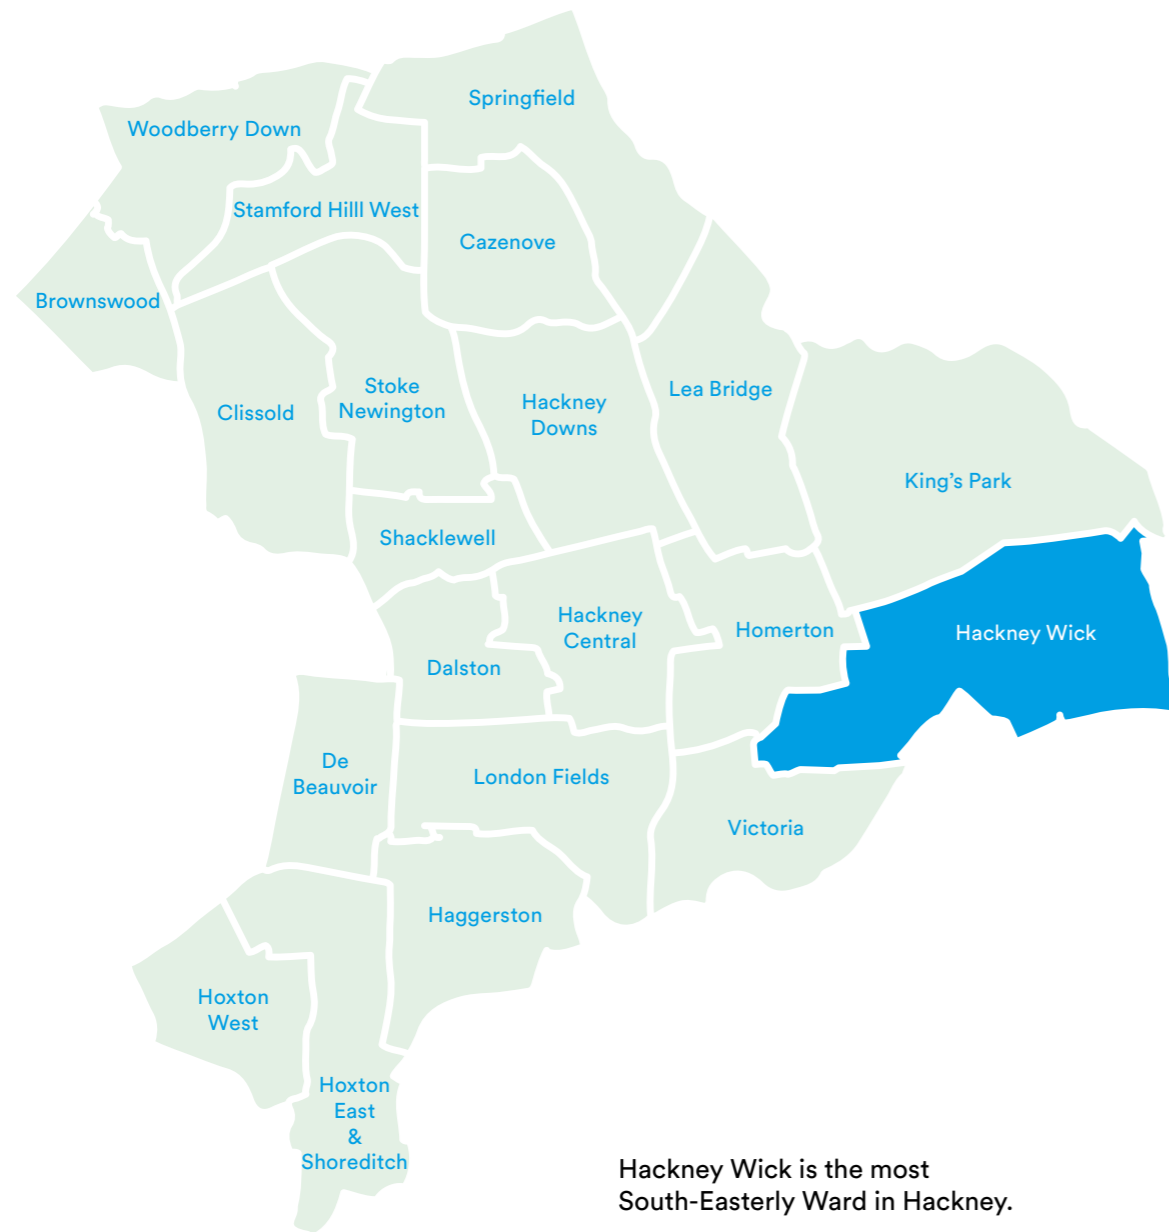 Springfield
Woodberry Down
Stamford Hilll West
Cazenove
Brownswood
Clissold
Stoke
Newington
Hackney
Downs
Lea Bridge
King's Park
Shacklewell
Hackney
Central
Homerton
Hackney Wick
Dalston
De
Beauvoir
London Fields
Victoria
Haggerston
Hoxton
West
Hoxton
East
&
Shoreditch
Hackney Wick is the most
South-Easterly Ward in Hackney.